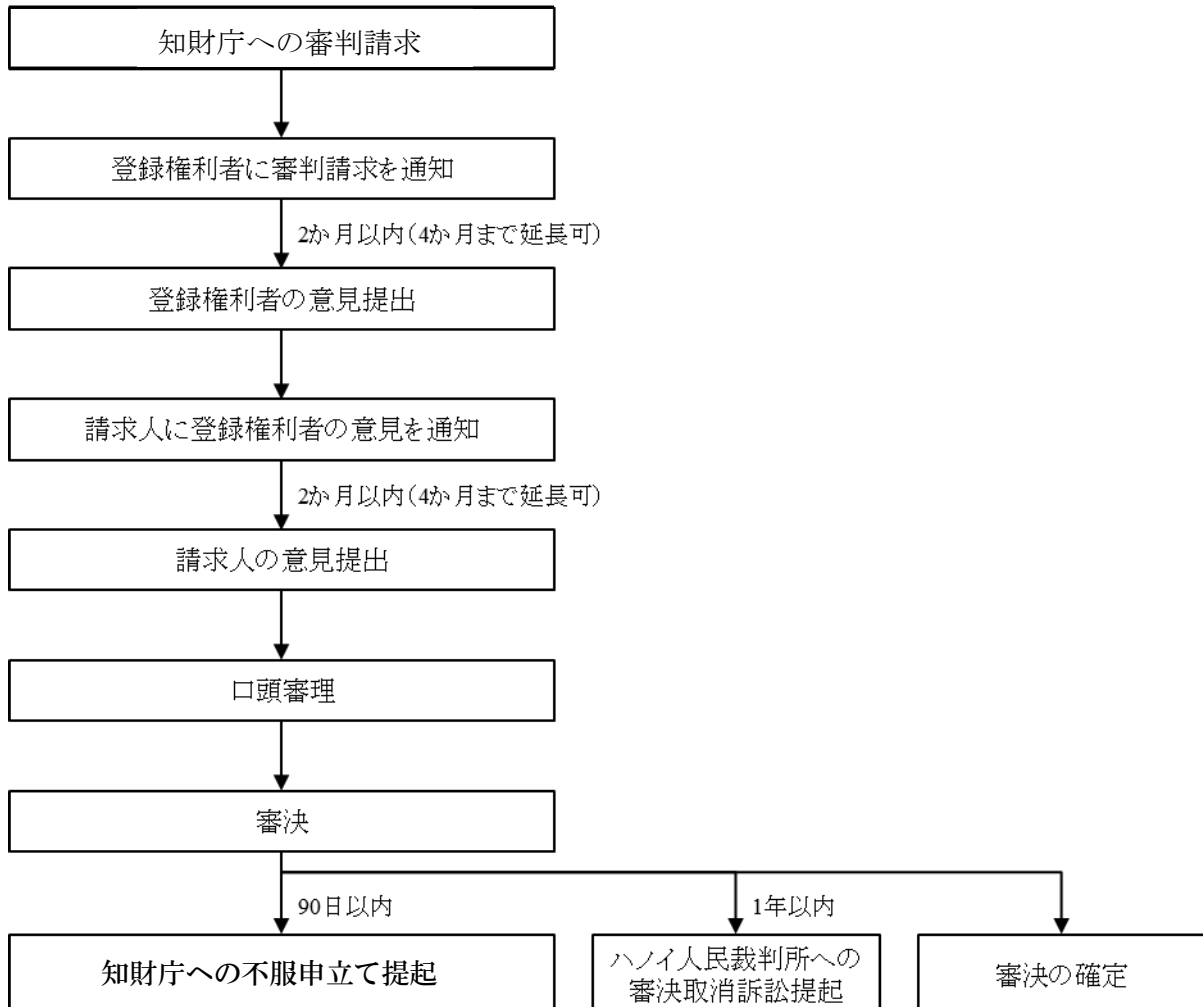 知財庁への審判請求
登録権利者に審判請求を通知
2か月以内(4か月まで延長可)
登録権利者の意見提出
請求人に登録権利者の意見を通知
2か月以内(4か月まで延長可)
請求人の意見提出
口頭審理
審決
90日以内
1年以内
知財庁への不服申立て提起
ハノイ人民裁判所への
審決取消訴訟提起
審決の確定